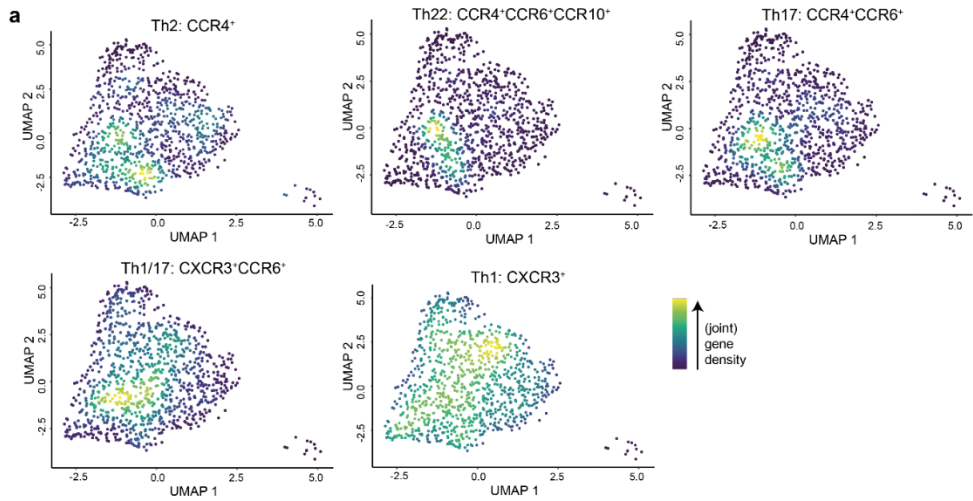 a
Th2: CCR4⁺
5.0
2.5
0.0
-2.5
UMAP 2
-2.5
0.0
2.5
5.0
UMAP 1
Th22: CCR4⁺CCR6⁺CCR10⁺
5.0
2.5
0.0
-2.5
UMAP 2
-2.5
0.0
2.5
5.0
UMAP 1
Th17: CCR4⁺CCR6⁺
5.0
2.5
0.0
-2.5
UMAP 2
-2.5
0.0
2.5
5.0
UMAP 1
Th1/17: CXCR3⁺CCR6⁺
5.0
2.5
0.0
-2.5
UMAP 2
-2.5
0.0
2.5
5.0
UMAP 1
Th1: CXCR3⁺
5.0
2.5
0.0
-2.5
UMAP 2
-2.5
0.0
2.5
5.0
UMAP 1
(joint)
gene
density